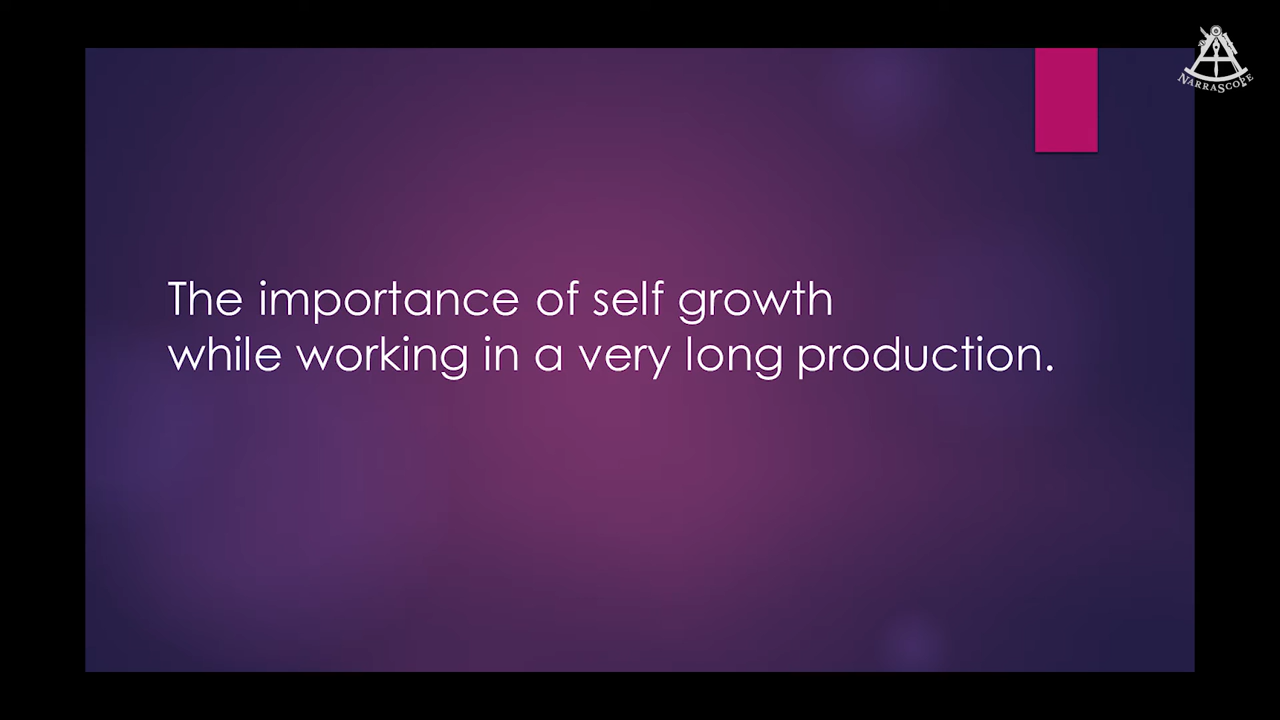 NARRASCOPE
The importance of self growth
while working in a very long production.